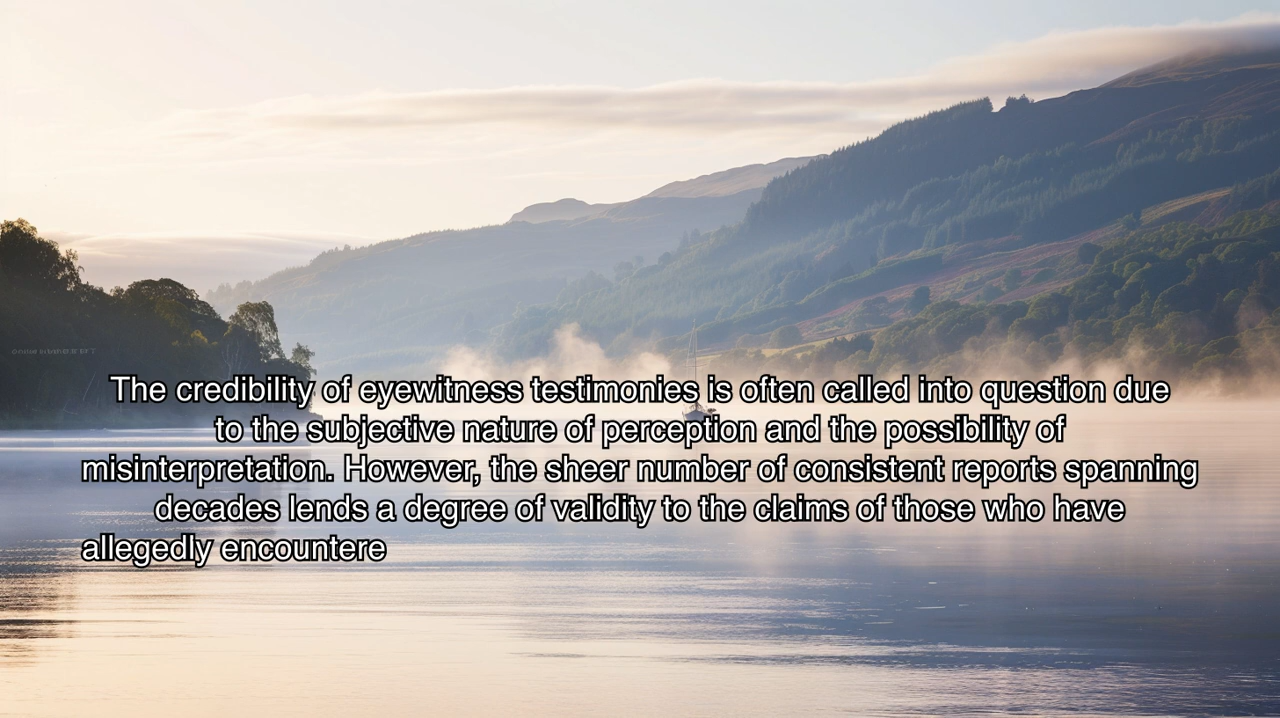 The credibility of eyewitness testimonies is often called into question due
to the subjective nature of perception and the possibility of
misinterpretation. However, the sheer number of consistent reports spanning
decades lends a degree of validity to the claims of those who have
allegedly encountere